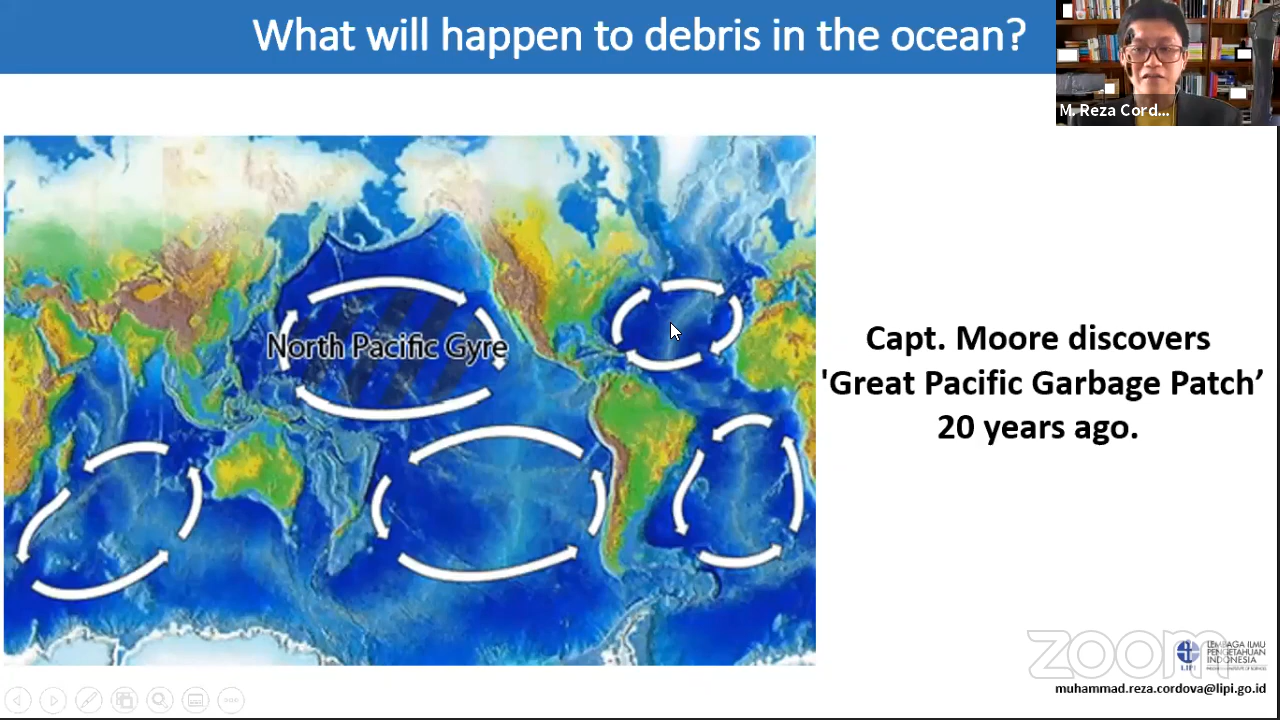 What will happen to debris in the ocean?
M. Reza Cord...
North Pacific Gyre
Capt. Moore discovers
'Great Pacific Garbage Patch’
20 years ago.
zoom
LIPI
LEMBAGA ILMU
PENGETAHUAN
INDONESIA
muhammad.reza.cordova@lipi.go.id